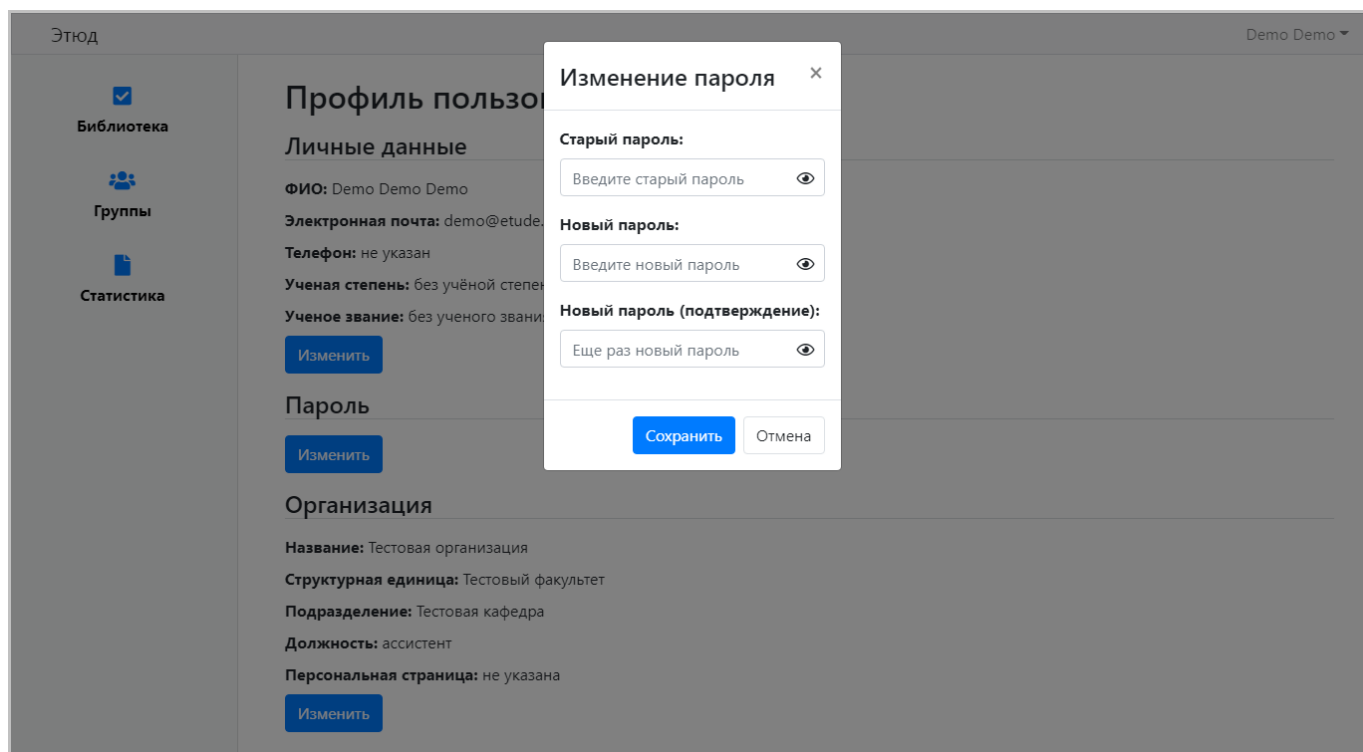 Этюд
Demo Demo
Библиотека
Группы
Статистика
Профиль
Личные данные
ФИО: Demo Demo Demo
Электронная почта: demo@etude.
Телефон: не указан
Ученая степень: без учёной
Ученое звание: без ученого
Изменить
Пароль
Изменить
Организация
Название: Тестовая организация
Структурная единица: Тестовый факультет
Подразделение: Тестовая кафедра
Должность: ассистент
Персональная страница: не указана
Изменить
Изменение пароля ×
Старый пароль:
Введите старый пароль
Новый пароль:
Введите новый пароль
Новый пароль (подтверждение):
Еще раз новый пароль
Сохранить Отмена